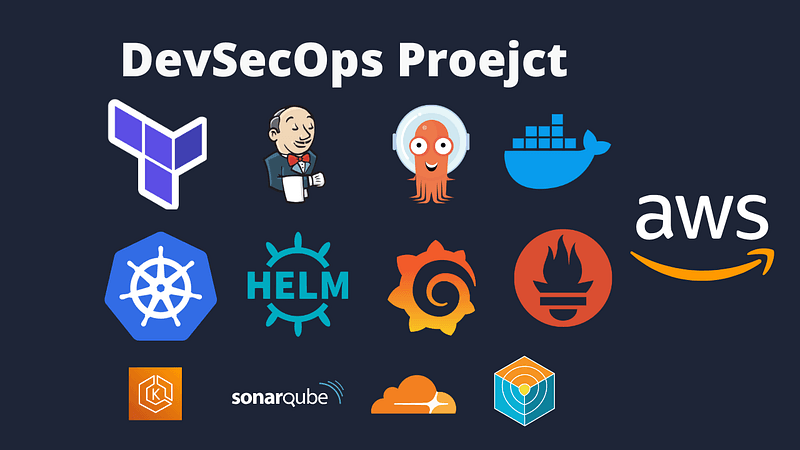 DevSecOps Proejct
aws
HELM
K
sonarqube